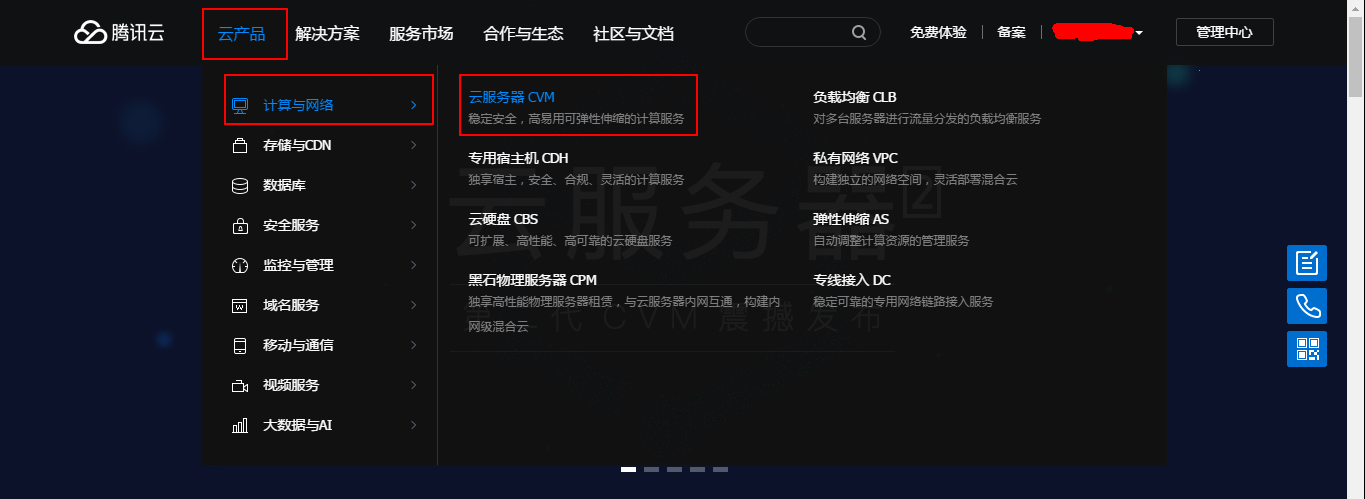 腾讯云 云产品 解决方案 服务市场 合作与生态 社区与文档 免费体验 备案 管理中心
计算与网络
存储与CDN
数据库
安全服务
监控与管理
域名服务
移动与通信
视频服务
大数据与AI
云服务器 CVM
稳定安全，高易用可弹性伸缩的计算服务
专用宿主机 CDH
独享宿主，安全、合规、灵活的计算服务
云硬盘 CBS
可扩展、高性能、高可靠的云硬盘服务
黑石物理服务器 CPM
独享高性能物理服务器租赁，与云服务器内网互通，构建内
网级混合云
负载均衡 CLB
对多台服务器进行流量分发的负载均衡服务
私有网络 VPC
构建独立的网络空间，灵活部署混合云
弹性伸缩 AS
自动调整计算资源的管理服务
专线接入 DC
稳定可靠的专用网络链路接入服务
云服务器 2
第二代 CVM 震撼发布